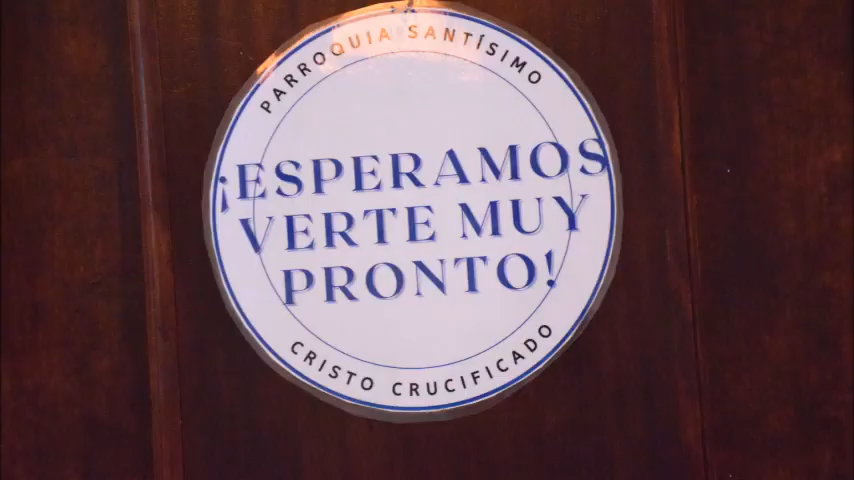 PARROQUIA SANTÍSIMO
¡ESPERAMOS
VERTE MUY
PRONTO!
CRISTO CRUCIFICADO